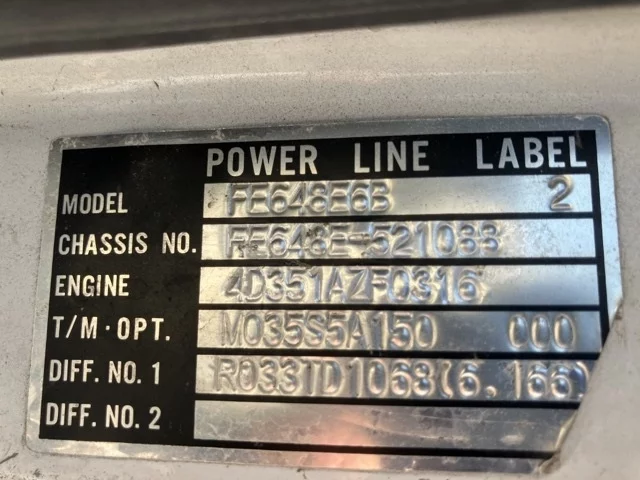 POWER LINE LABEL
MODEL FE648E6B 2
CHASSIS NO. FE648E-521083
ENGINE 4D351AZF0316
T/M·OPT. M035S5A150 000
DIFF. NO. 1 R033TD1068(6.166)
DIFF. NO. 2